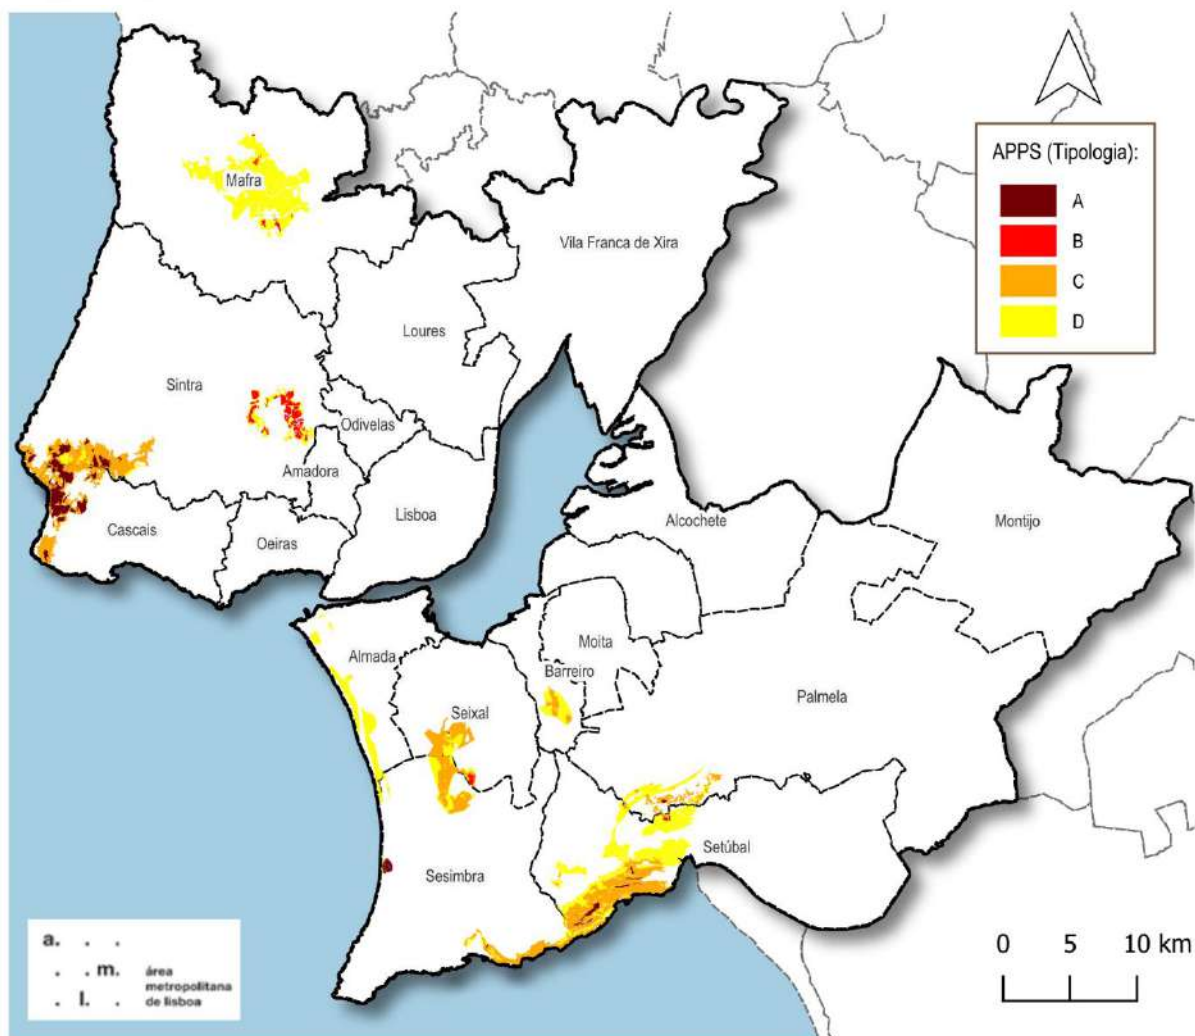 APPS (Tipologia):
A
B
C
D
Mafra
Vila Franca de Xira
Loures
Sintra
Odivelas
Amadora
Lisboa
Cascais
Oeiras
Alcochete
Montijo
Moita
Almada
Barreiro
Seixal
Palmela
Setúbal
Sesimbra
a. . .
. . m. área
metropolitana
. l. . de lisboa
0 5 10 km